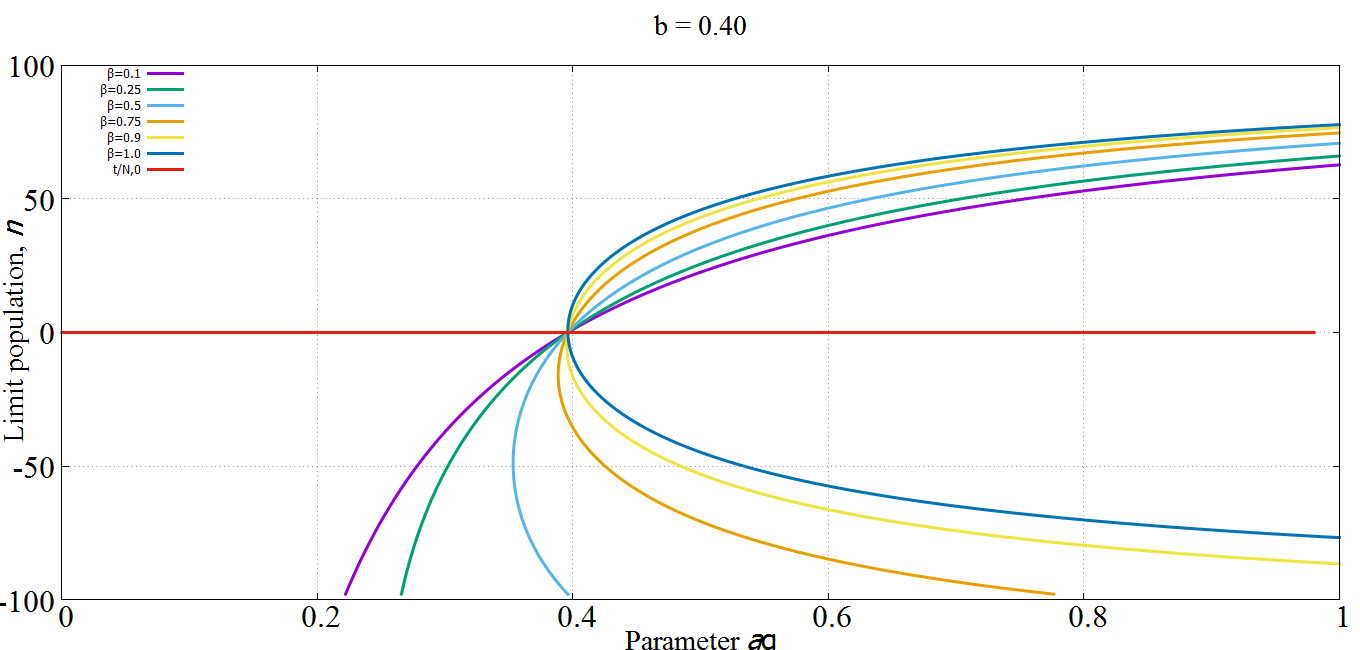 b = 0.40
100
β=0.1
β=0.25
β=0.5
β=0.75
β=0.9
β=1.0
t/N,0
50
0
-50
-100
Limit population, n
0
0.2
0.4
0.6
0.8
1
Parameter aα